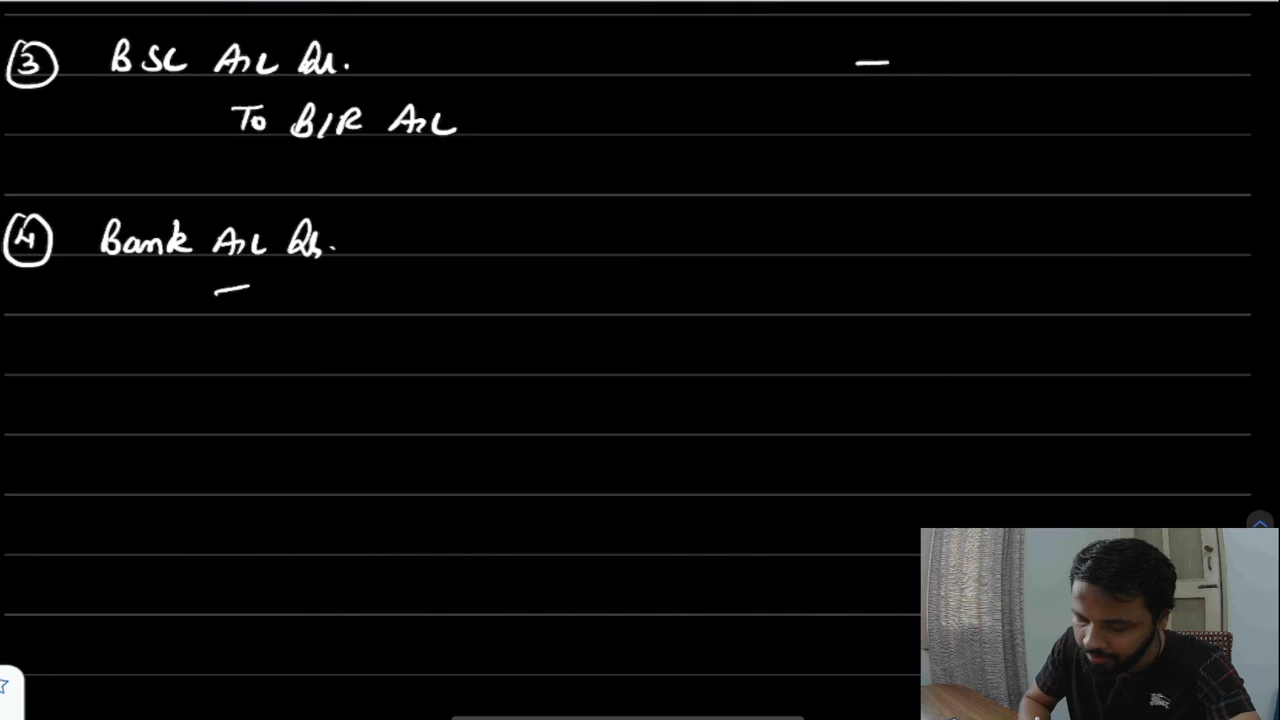 ③ BSC A/C Dr. —
To B/R A/C
④ Bank A/C Dr.
—